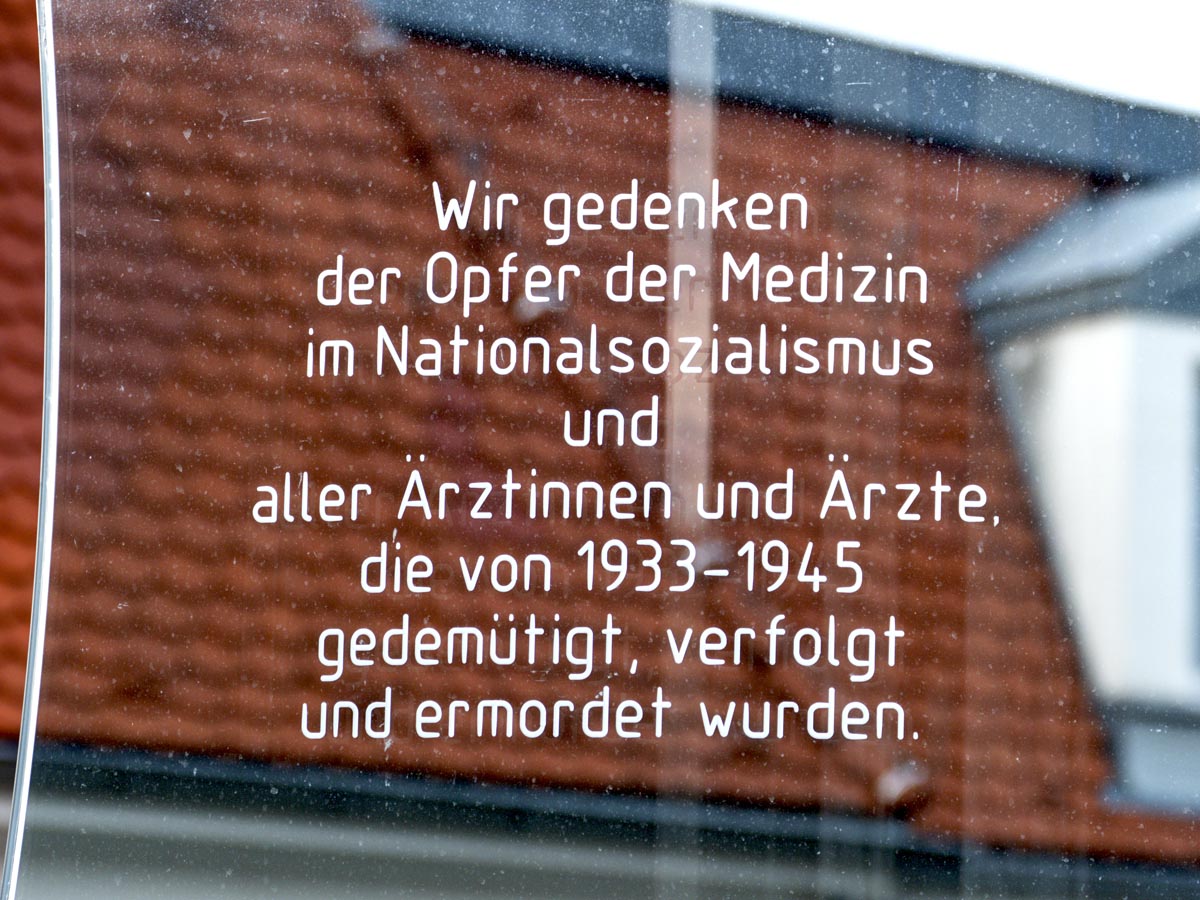 Wir gedenken
der Opfer der Medizin
im Nationalsozialismus
und
aller Ärztinnen und Ärzte,
die von 1933-1945
gedemütigt, verfolgt
und ermordet wurden.